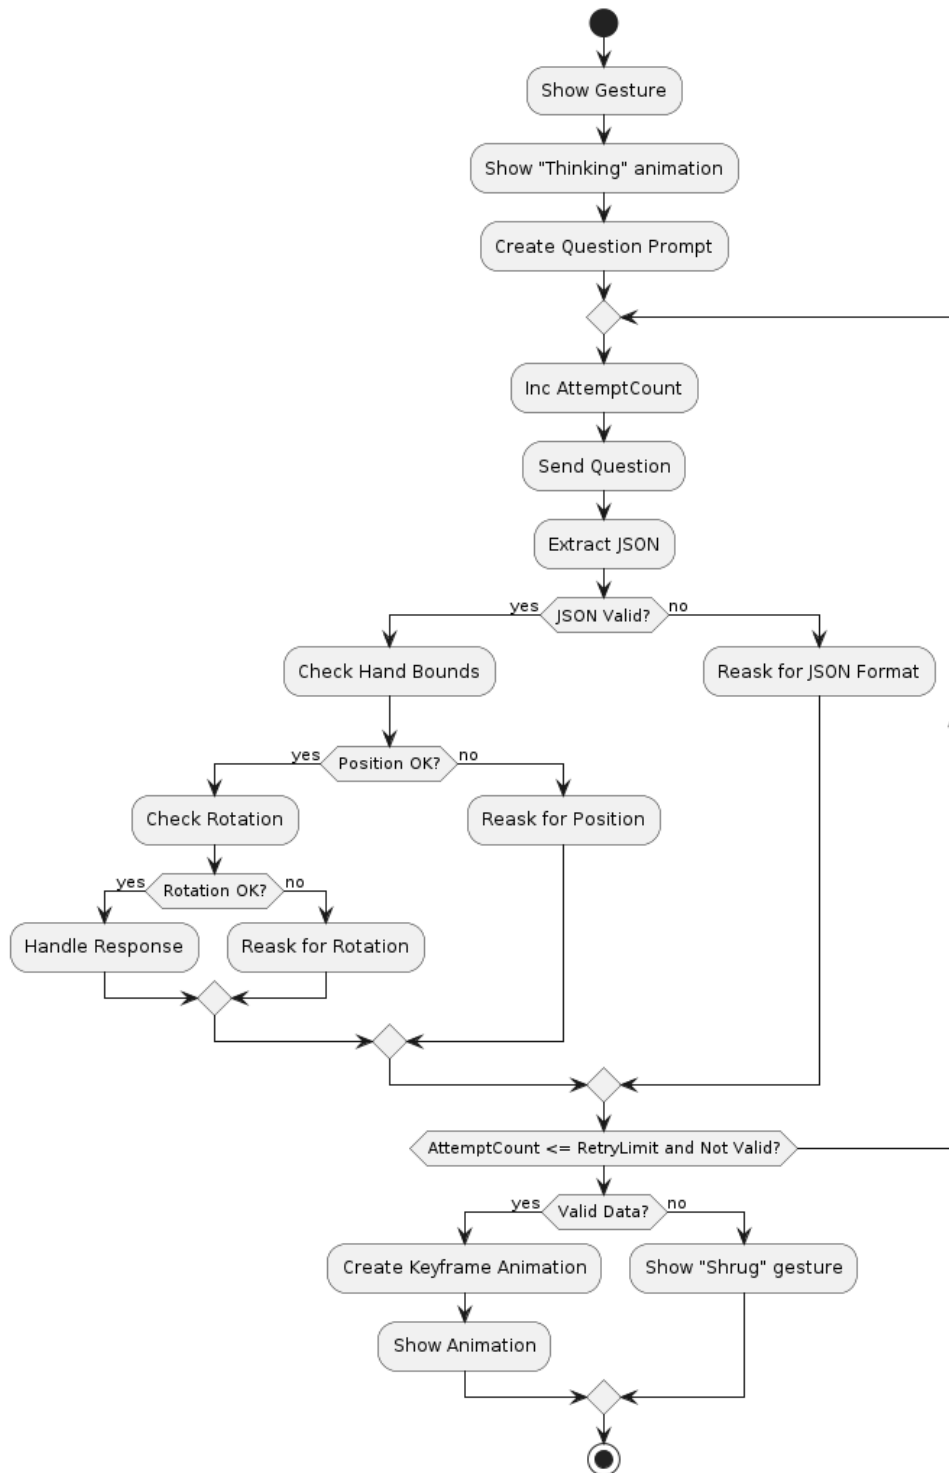 Show Gesture
Show "Thinking" animation
Create Question Prompt
Inc AttemptCount
Send Question
Extract JSON
yes
JSON Valid?
no
Check Hand Bounds
Reask for JSON Format
yes
Position OK?
no
Check Rotation
Reask for Position
yes
Rotation OK?
no
Handle Response
Reask for Rotation
AttemptCount <= RetryLimit and Not Valid?
yes
Valid Data?
no
Create Keyframe Animation
Show "Shrug" gesture
Show Animation